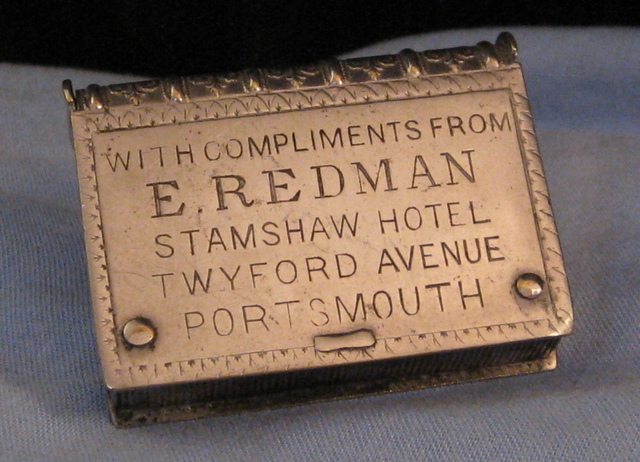 WITH COMPLIMENTS FROM
E. REDMAN
STAMSHAW HOTEL
TWYFORD AVENUE
PORTSMOUTH